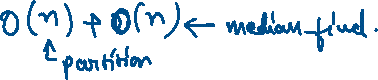 O(n) + O(n) ← median-find.
↑ partition